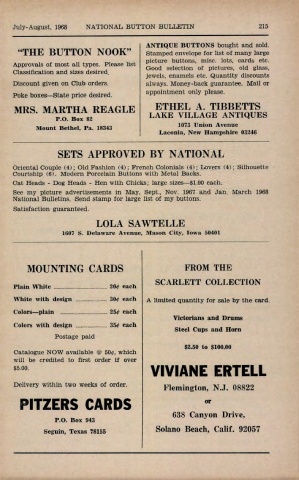 July-August, 1968 NATIONAL BUTTON BULLETIN 215
"THE BUTTON NOOK"
Approvals of most all types. Please list
Classification and sizes desired.
Discount given on Club orders.
Poke boxes—State price desired.
MRS. MARTHA REAGLE
P.O. Box 82
Mount Bethel, Pa. 18343
ANTIQUE BUTTONS bought and sold.
Stamped envelope for list of many large
picture buttons, misc. lots, cards etc.
Good selection of pictures, old glass,
jewels, enamels etc. Quantity discounts
always. Money-back guarantee. Mail or
appointment only please.
ETHEL A. TIBBETTS
LAKE VILLAGE ANTIQUES
1073 Union Avenue
Laconia, New Hampshire 03246
SETS APPROVED BY NATIONAL
Oriental Couple (4); Old Fashion (4); French Colonials (4); Lovers (4); Silhouette
Courtship (6). Modern Porcelain Buttons with Metal Backs.
Cat Heads - Dog Heads - Hen with Chicks; large sizes—$1.00 each.
See my picture advertisements in May, Sept., Nov. 1967 and Jan. March 1968
National Bulletins. Send stamp for large list of my buttons.
Satisfaction guaranteed.
LOLA SAWTELLE
1607 S. Delaware Avenue, Mason City, Iowa 50401
MOUNTING CARDS
Plain White 20¢ each
White with design 30¢ each
Colors—plain 25¢ each
Colors with design 35¢ each
Postage paid
Catalogue NOW available @ 50¢, which
will be credited to first order if over
$5.00.
Delivery within two weeks of order.
PITZERS CARDS
P.O. Box 943
Seguin, Texas 78155
FROM THE
SCARLETT COLLECTION
A limited quantity for sale by the card.
Victorians and Drums
Steel Cups and Horn
$2.50 to $100.00
VIVIANE ERTELL
Flemington, N.J. 08822
or
638 Canyon Drive,
Solano Beach, Calif. 92057